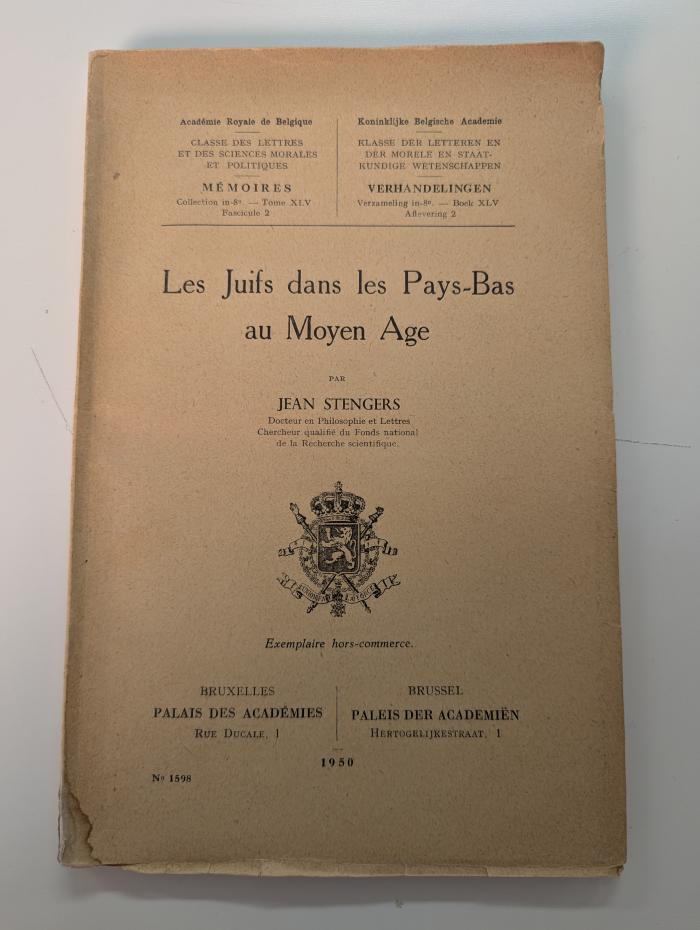 Académie Royale de Belgique
CLASSE DES LETTRES
ET DES SCIENCES MORALES
ET POLITIQUES
MÉMOIRES
Collection in-8º. — Tome XLV
Fascicule 2
Koninklijke Belgische Academie
KLASSE DER LETTEREN EN
DER MORELE EN STAAT-
KUNDIGE WETENSCHAPPEN
VERHANDELINGEN
Verzameling in-8º. — Boek XLV
Aflevering 2
Les Juifs dans les Pays-Bas
au Moyen Age
PAR
JEAN STENGERS
Docteur en Philosophie et Lettres
Chercheur qualifié du Fonds national
de la Recherche scientifique.
Exemplaire hors-commerce.
BRUXELLES
PALAIS DES ACADÉMIES
RUE DUCALE, 1
BRUSSEL
PALEIS DER ACADEMIËN
HERTOGELIJKESTRAAT, 1
1950
Nº 1598